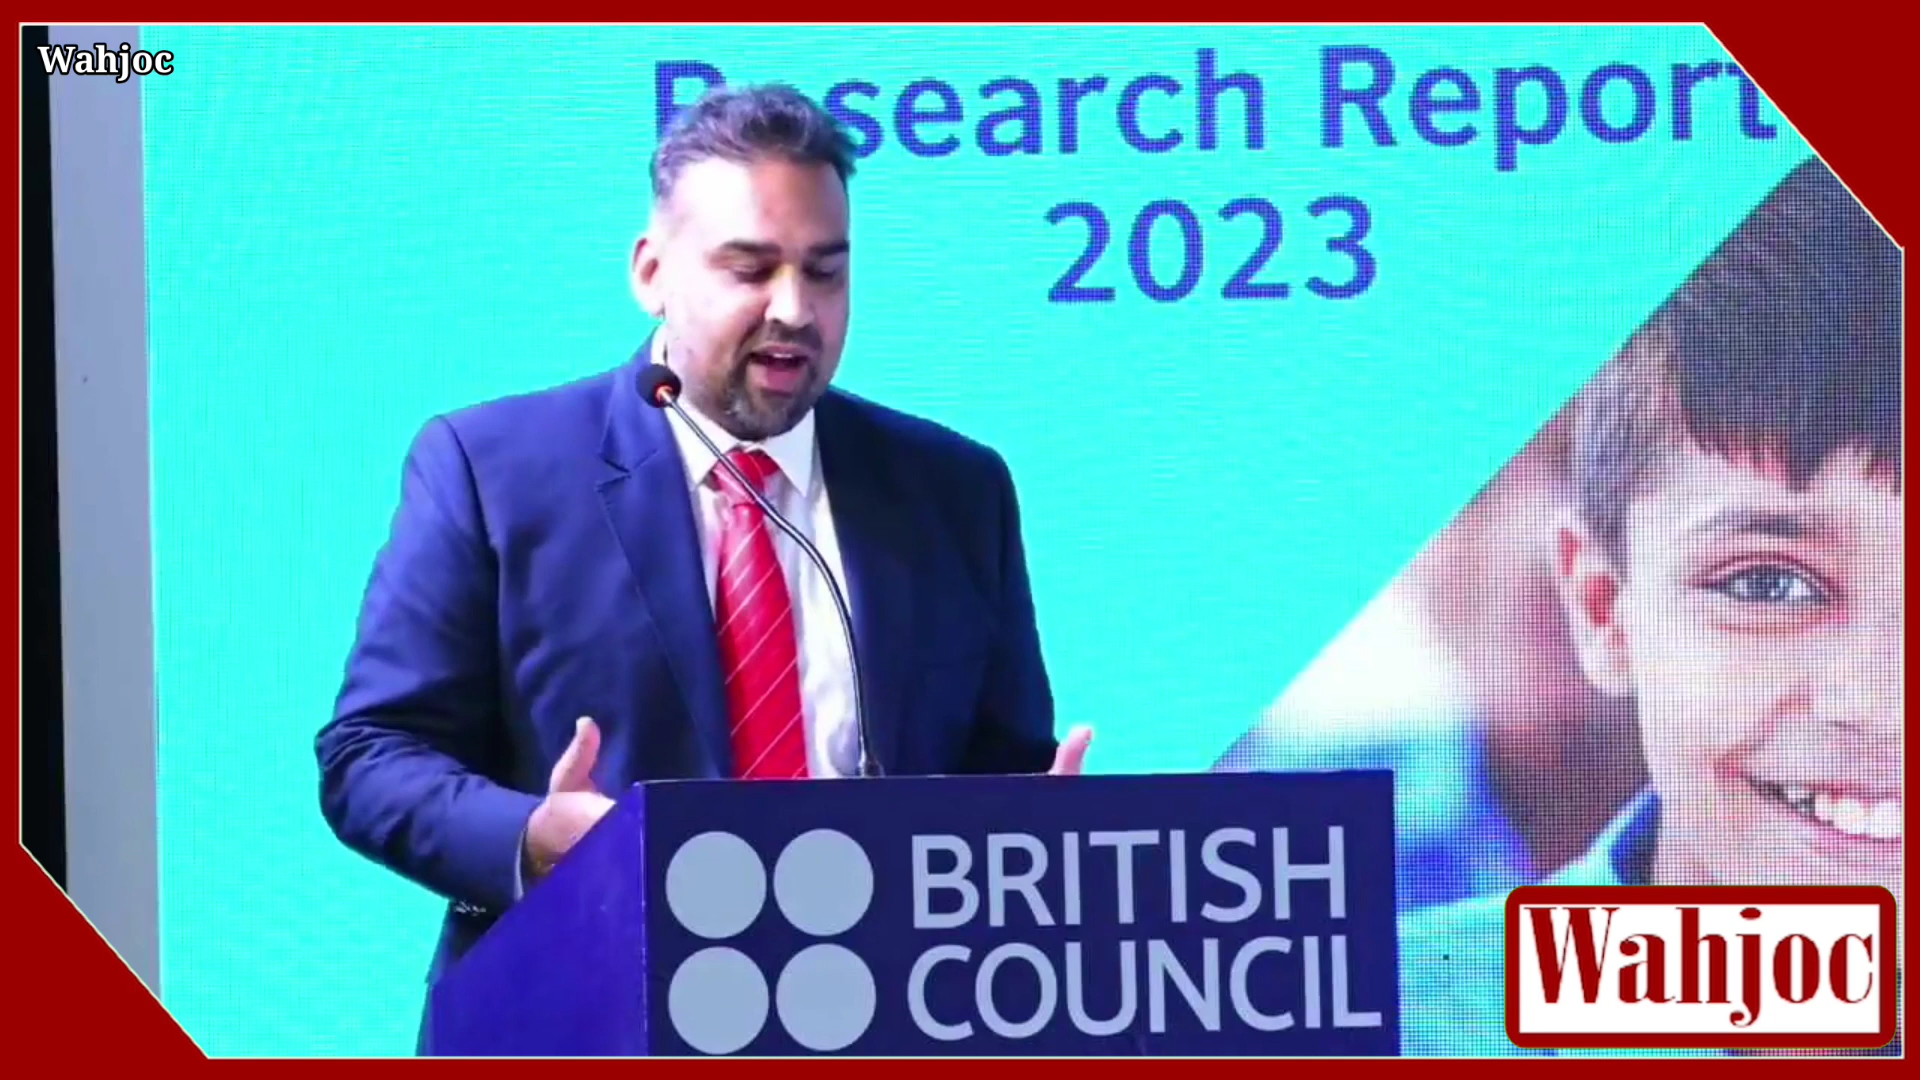 Wahjoc
Research Report
2023
BRITISH
COUNCIL
Wahjoc